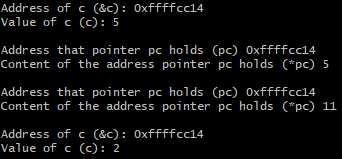 Address of c (&c): 0xffffcc14
Value of c (c): 5
Address that pointer pc holds (pc) 0xffffcc14
Content of the address pointer pc holds (*pc) 5
Address that pointer pc holds (pc) 0xffffcc14
Content of the address pointer pc holds (*pc) 11
Address of c (&c): 0xffffcc14
Value of c (c): 2